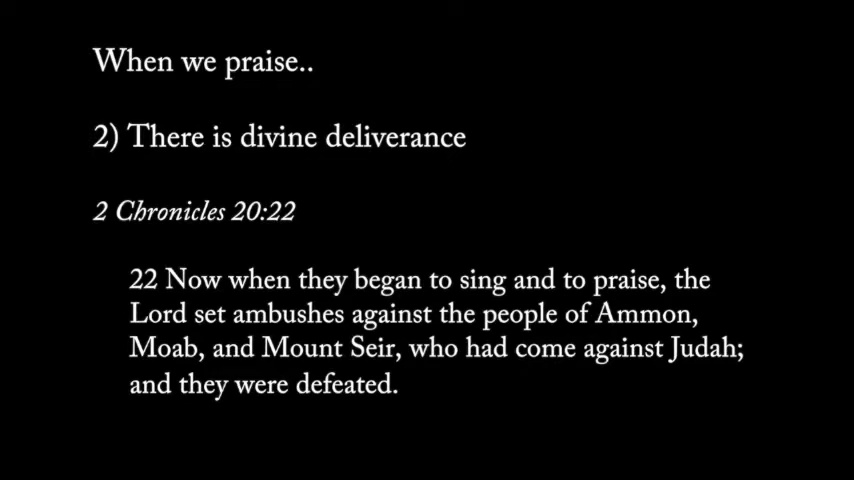 When we praise..
2) There is divine deliverance
2 Chronicles 20:22
22 Now when they began to sing and to praise, the
Lord set ambushes against the people of Ammon,
Moab, and Mount Seir, who had come against Judah;
and they were defeated.